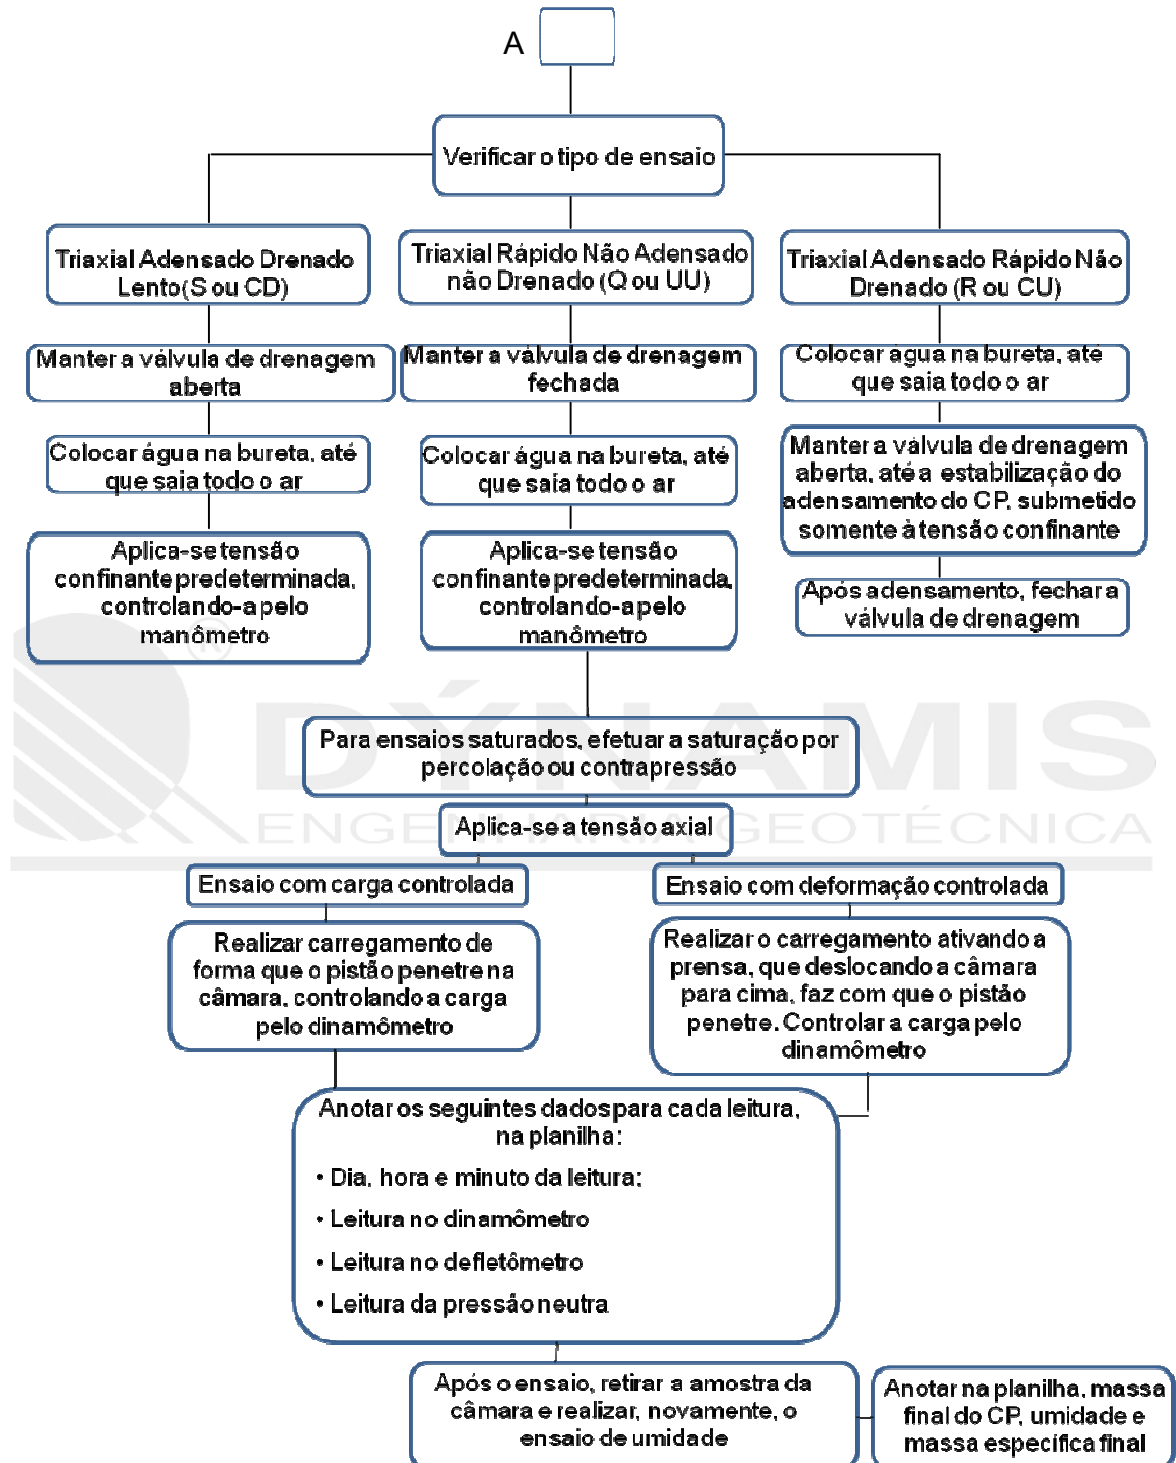 A
Verificar o tipo de ensaio
Triaxial Adensado Drenado
Lento(S ou CD)
Manter a válvula de drenagem
aberta
Colocar água na bureta, até
que saia todo o ar
Aplica-se tensão
confinante predeterminada,
controlando-a pelo
manômetro
Triaxial Rápido Não Adensado
não Drenado (Q ou UU)
Manter a válvula de drenagem
fechada
Colocar água na bureta, até
que saia todo o ar
Aplica-se tensão
confinante predeterminada,
controlando-a pelo
manômetro
Triaxial Adensado Rápido Não
Drenado (R ou CU)
Colocar água na bureta, até
que saia todo o ar
Manter a válvula de drenagem
aberta, até a estabilização do
adensamento do CP, submetido
somente à tensão confinante
Após adensamento, fechar a
válvula de drenagem
®
DÝNAMIS
ENGENHARIA GEOTÉCNICA
Para ensaios saturados, efetuar a saturação por
percolação ou contrapressão
Aplica-se a tensão axial
Ensaio com carga controlada
Realizar carregamento de
forma que o pistão penetre na
câmara, controlando a carga
pelo dinamômetro
Ensaio com deformação controlada
Realizar o carregamento ativando a
prensa, que deslocando a câmara
para cima, faz com que o pistão
penetre. Controlar a carga pelo
dinamômetro
Anotar os seguintes dados para cada leitura,
na planilha:
• Dia, hora e minuto da leitura;
• Leitura no dinamômetro
• Leitura no defletômetro
• Leitura da pressão neutra
Após o ensaio, retirar a amostra da
câmara e realizar, novamente, o
ensaio de umidade
Anotar na planilha, massa
final do CP, umidade e
massa específica final